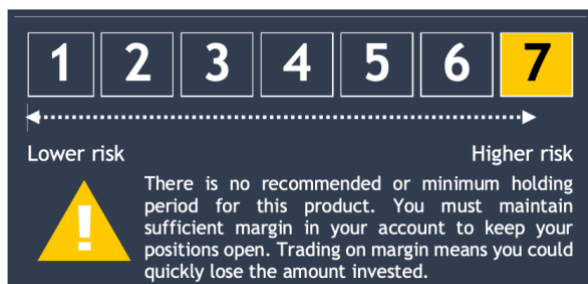 1 2 3 4 5 6 7
Lower risk Higher risk
There is no recommended or minimum holding
period for this product. You must maintain
sufficient margin in your account to keep your
positions open. Trading on margin means you could
quickly lose the amount invested.